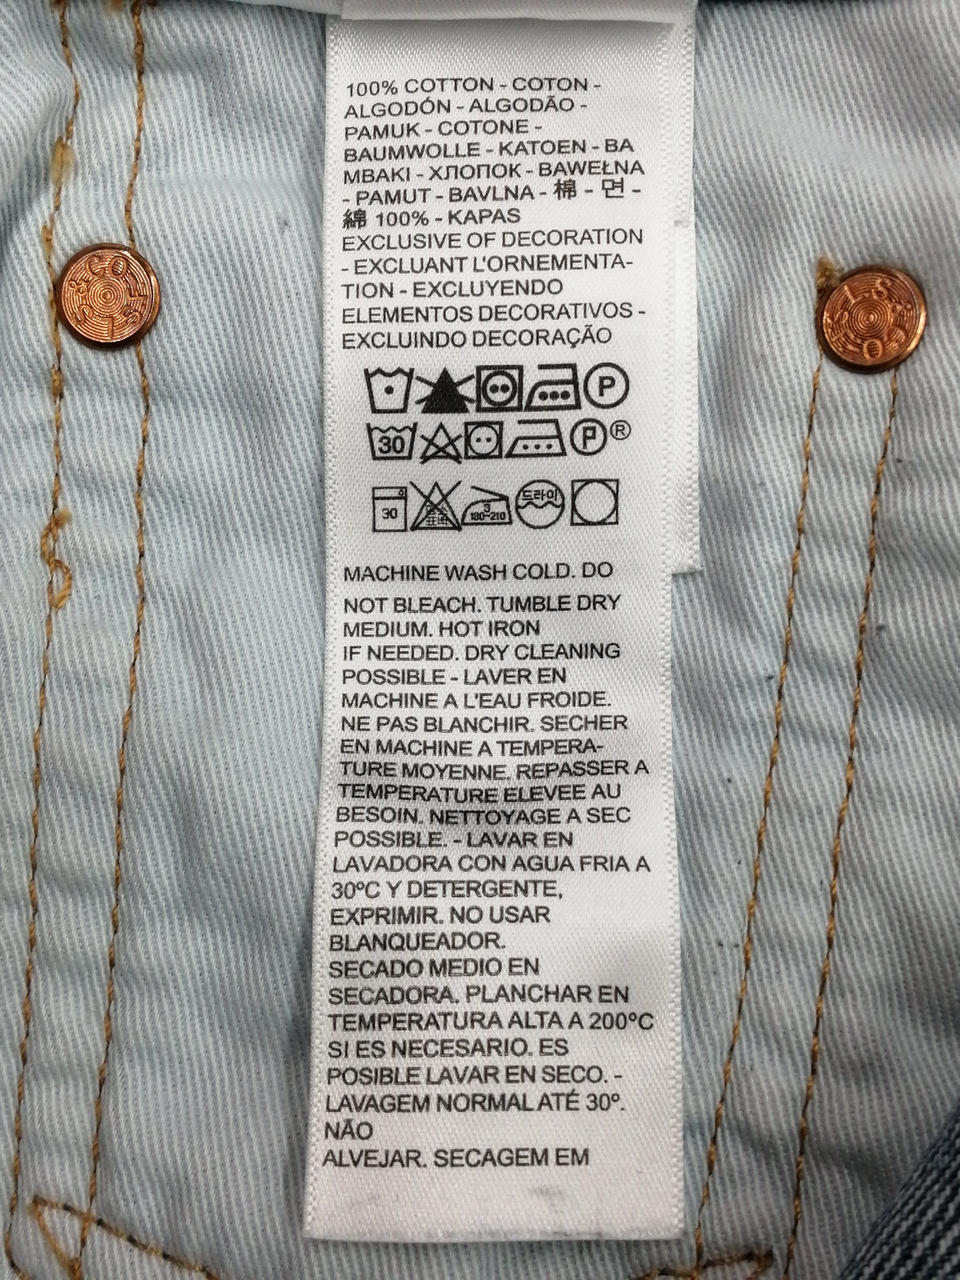 100% COTTON - COTON -
ALGODÓN - ALGODÃO -
PAMUK - COTONE -
BAUMWOLLE - KATOEN - BA
MBAKI - ХЛОПОК - BAWEŁNA
- PAMUT - BAVLNA - 棉 - 면 -
綿 100% - KAPAS
EXCLUSIVE OF DECORATION
- EXCLUANT L'ORNEMENTA-
TION - EXCLUYENDO
ELEMENTOS DECORATIVOS -
EXCLUINDO DECORAÇÃO
P
30 P ®
30 3 180~210 드라이
MACHINE WASH COLD. DO
NOT BLEACH. TUMBLE DRY
MEDIUM. HOT IRON
IF NEEDED. DRY CLEANING
POSSIBLE - LAVER EN
MACHINE A L'EAU FROIDE.
NE PAS BLANCHIR. SECHER
EN MACHINE A TEMPERA-
TURE MOYENNE. REPASSER A
TEMPERATURE ELEVEE AU
BESOIN. NETTOYAGE A SEC
POSSIBLE. - LAVAR EN
LAVADORA CON AGUA FRIA A
30ºC Y DETERGENTE,
EXPRIMIR. NO USAR
BLANQUEADOR.
SECADO MEDIO EN
SECADORA. PLANCHAR EN
TEMPERATURA ALTA A 200ºC
SI ES NECESARIO. ES
POSIBLE LAVAR EN SECO. -
LAVAGEM NORMAL ATÉ 30º.
NÃO
ALVEJAR. SECAGEM EM